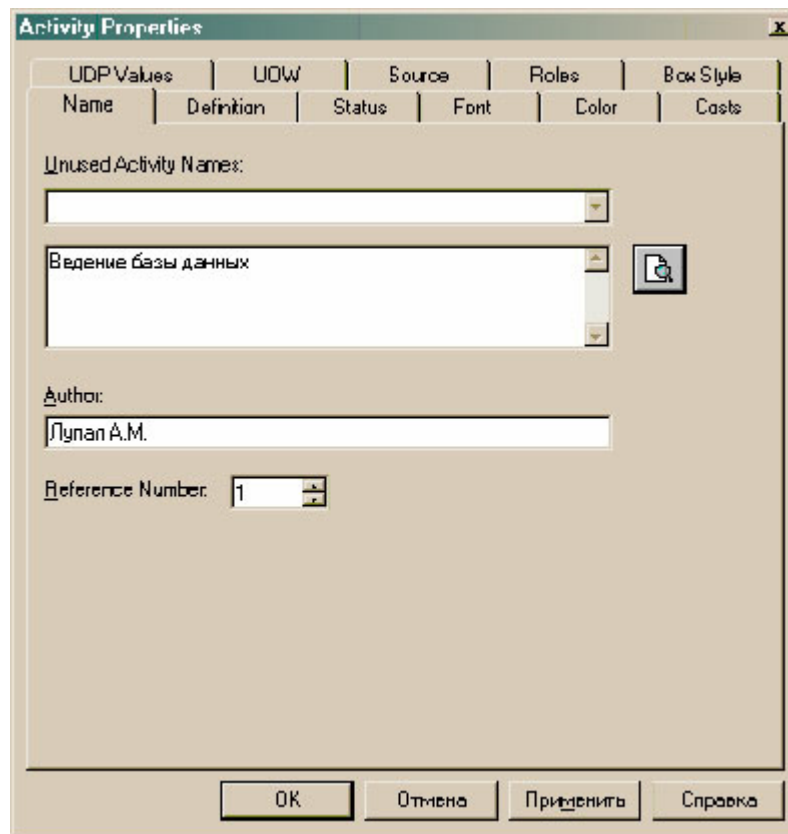 Activity Properties
UDP Values UOW Source Roles Box Style
Name Definition Status Font Color Costs
Unused Activity Names:
Ведение базы данных
Author:
Лупал А.М.
Reference Number: 1
OK Отмена Применить Справка